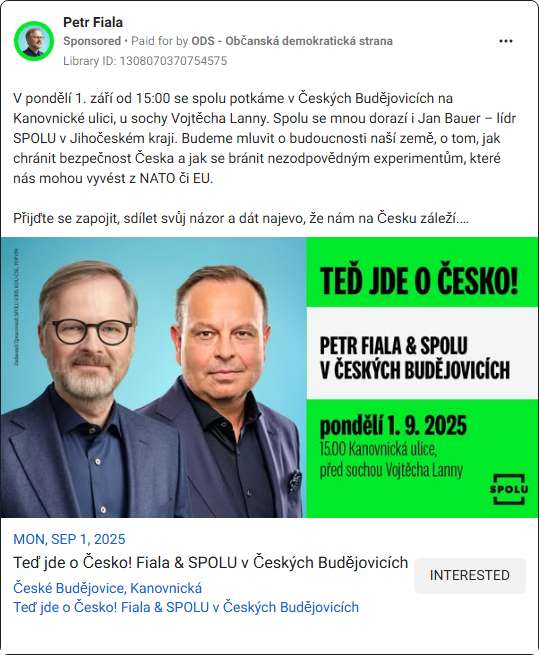 Petr Fiala
Sponsored • Paid for by ODS - Občanská demokratická strana
Library ID: 1308070370754575
V pondělí 1. září od 15:00 se spolu potkáme v Českých Budějovicích na
Kanovnické ulici, u sochy Vojtěcha Lanny. Spolu se mnou dorazí i Jan Bauer – lídr
SPOLU v Jihočeském kraji. Budeme mluvit o budoucnosti naší země, o tom, jak
chránit bezpečnost Česka a jak se bránit nezodpovědným experimentům, které
nás mohou vyvést z NATO či EU.
Přijďte se zapojit, sdílet svůj názor a dát najevo, že nám na Česku záleží....
TEĎ JDE O ČESKO!
PETR FIALA & SPOLU
V ČESKÝCH BUDĚJOVICÍCH
pondělí 1. 9. 2025
15.00 Kanovnická ulice,
před sochou Vojtěcha Lanny
SPOLU
MON, SEP 1, 2025
Teď jde o Česko! Fiala & SPOLU v Českých Budějovicích
INTERESTED
České Budějovice, Kanovnická
Teď jde o Česko! Fiala & SPOLU v Českých Budějovicích